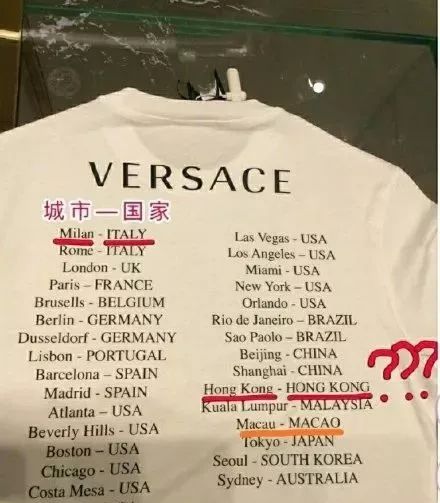 VERSACE
城市—国家
Milan - ITALY
Rome - ITALY
London - UK
Paris – FRANCE
Brusells - BELGIUM
Berlin - GERMANY
Dusseldorf - GERMANY
Lisbon - PORTUGAL
Barcelona – SPAIN
Madrid - SPAIN
Atlanta – USA
Beverly Hills - USA
Boston – USA
Chicago - USA
Costa Mesa - USA
Las Vegas - USA
Los Angeles – USA
Miami - USA
New York – USA
Orlando - USA
Rio de Janeiro – BRAZIL
Sao Paolo – BRAZIL
Beijing - CHINA
Shanghai - CHINA
Hong Kong - HONG KONG
Kuala Lumpur - MALAYSIA
Macau - MACAO
Tokyo - JAPAN
Seoul - SOUTH KOREA
Sydney - AUSTRALIA
???